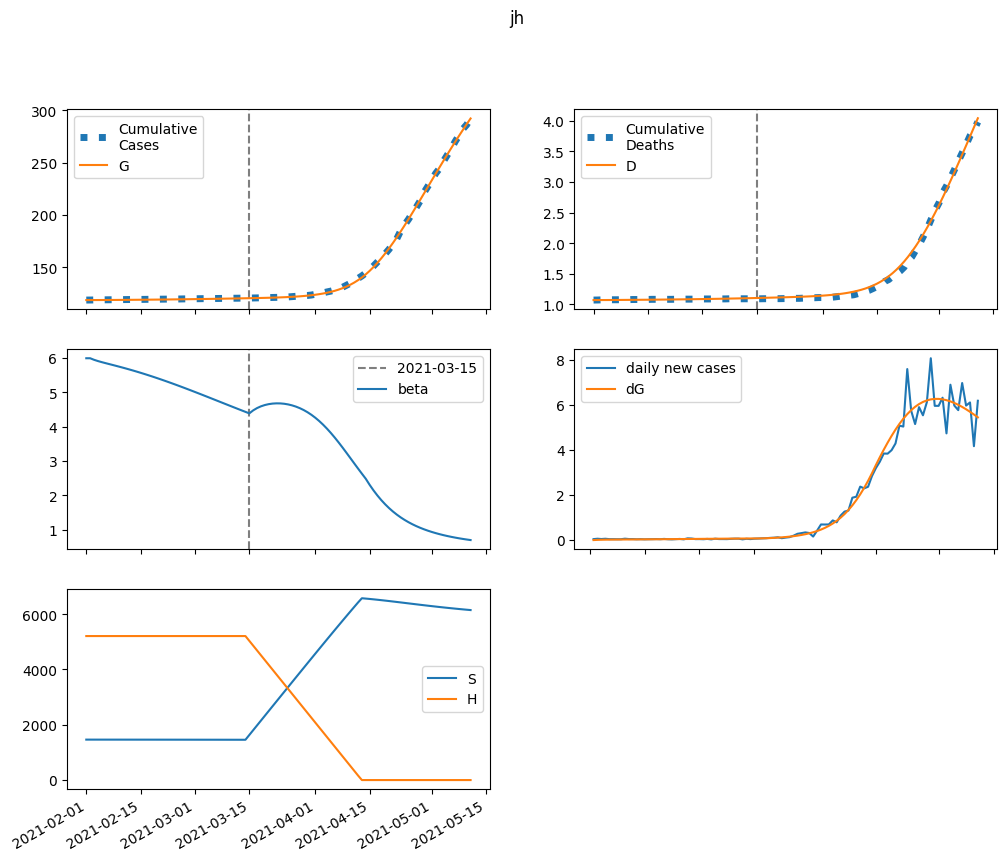 jh
300
250
200
150
Cumulative
Cases
G
4.0
3.5
3.0
2.5
2.0
1.5
1.0
Cumulative
Deaths
D
6
5
4
3
2
1
2021-03-15
beta
8
6
4
2
0
daily new cases
dG
6000
4000
2000
0
S
H
2021-02-01
2021-02-15
2021-03-01
2021-03-15
2021-04-01
2021-04-15
2021-05-01
2021-05-15